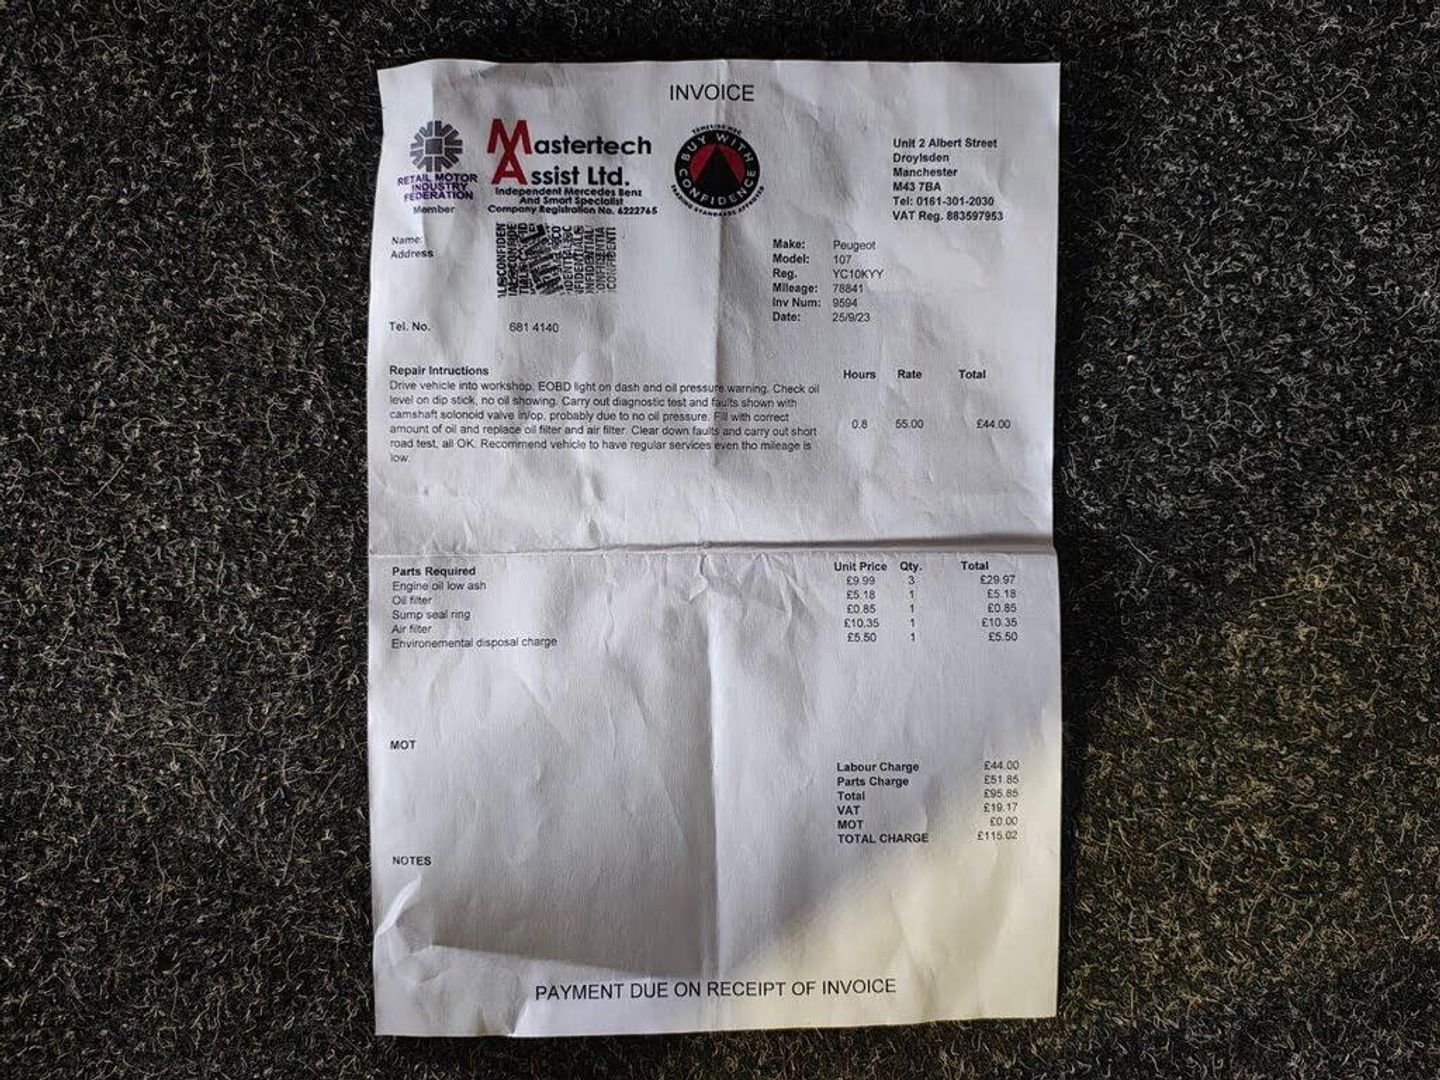 INVOICE
RETAIL MOTOR
INDUSTRY
FEDERATION
Member
Mastertech
Assist Ltd.
Independent Mercedes Benz
And Smart Specialist
Company Registration No. 6222765
BUY WITH
CONFIDENCE
TRADING STANDARDS APPROVED
Unit 2 Albert Street
Droylsden
Manchester
M43 7BA
Tel: 0161-301-2030
VAT Reg. 883597953
Name:
Address
Make: Peugeot
Model: 107
Reg. YC10KYY
Mileage: 78841
Inv Num: 9594
Date: 25/9/23
Tel. No. 681 4140
Repair Intructions Hours Rate Total
Drive vehicle into workshop. EOBD light on dash and oil pressure warning. Check oil
level on dip stick, no oil showing. Carry out diagnostic test and faults shown with
camshaft solonoid valve in/op, probably due to no oil pressure. Fill with correct
amount of oil and replace oil filter and air filter. Clear down faults and carry out short 0.8 55.00 £44.00
road test, all OK. Recommend vehicle to have regular services even tho mileage is
low.
Parts Required Unit Price Qty. Total
Engine oil low ash £9.99 3 £29.97
Oil filter £5.18 1 £5.18
Sump seal ring £0.85 1 £0.85
Air filter £10.35 1 £10.35
Environemental disposal charge £5.50 1 £5.50
MOT
Labour Charge £44.00
Parts Charge £51.85
Total £95.85
VAT £19.17
MOT £0.00
TOTAL CHARGE £115.02
NOTES
PAYMENT DUE ON RECEIPT OF INVOICE